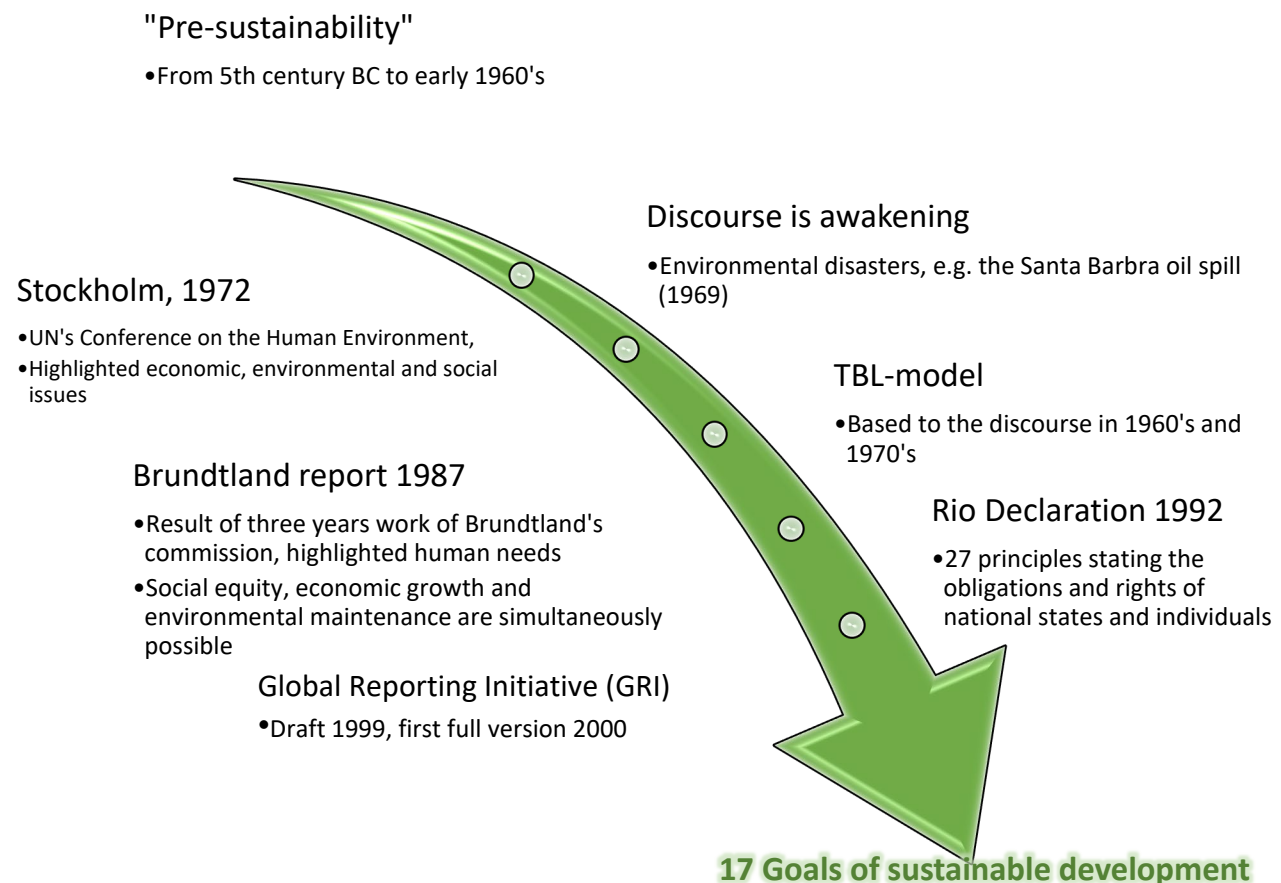 "Pre-sustainability"
•From 5th century BC to early 1960's
Discourse is awakening
•Environmental disasters, e.g. the Santa Barbra oil spill
(1969)
Stockholm, 1972
•UN's Conference on the Human Environment,
•Highlighted economic, environmental and social
issues
TBL-model
•Based to the discourse in 1960's and
1970's
Brundtland report 1987
•Result of three years work of Brundtland's
commission, highlighted human needs
•Social equity, economic growth and
environmental maintenance are simultaneously
possible
Rio Declaration 1992
•27 principles stating the
obligations and rights of
national states and individuals
Global Reporting Initiative (GRI)
•Draft 1999, first full version 2000
17 Goals of sustainable development